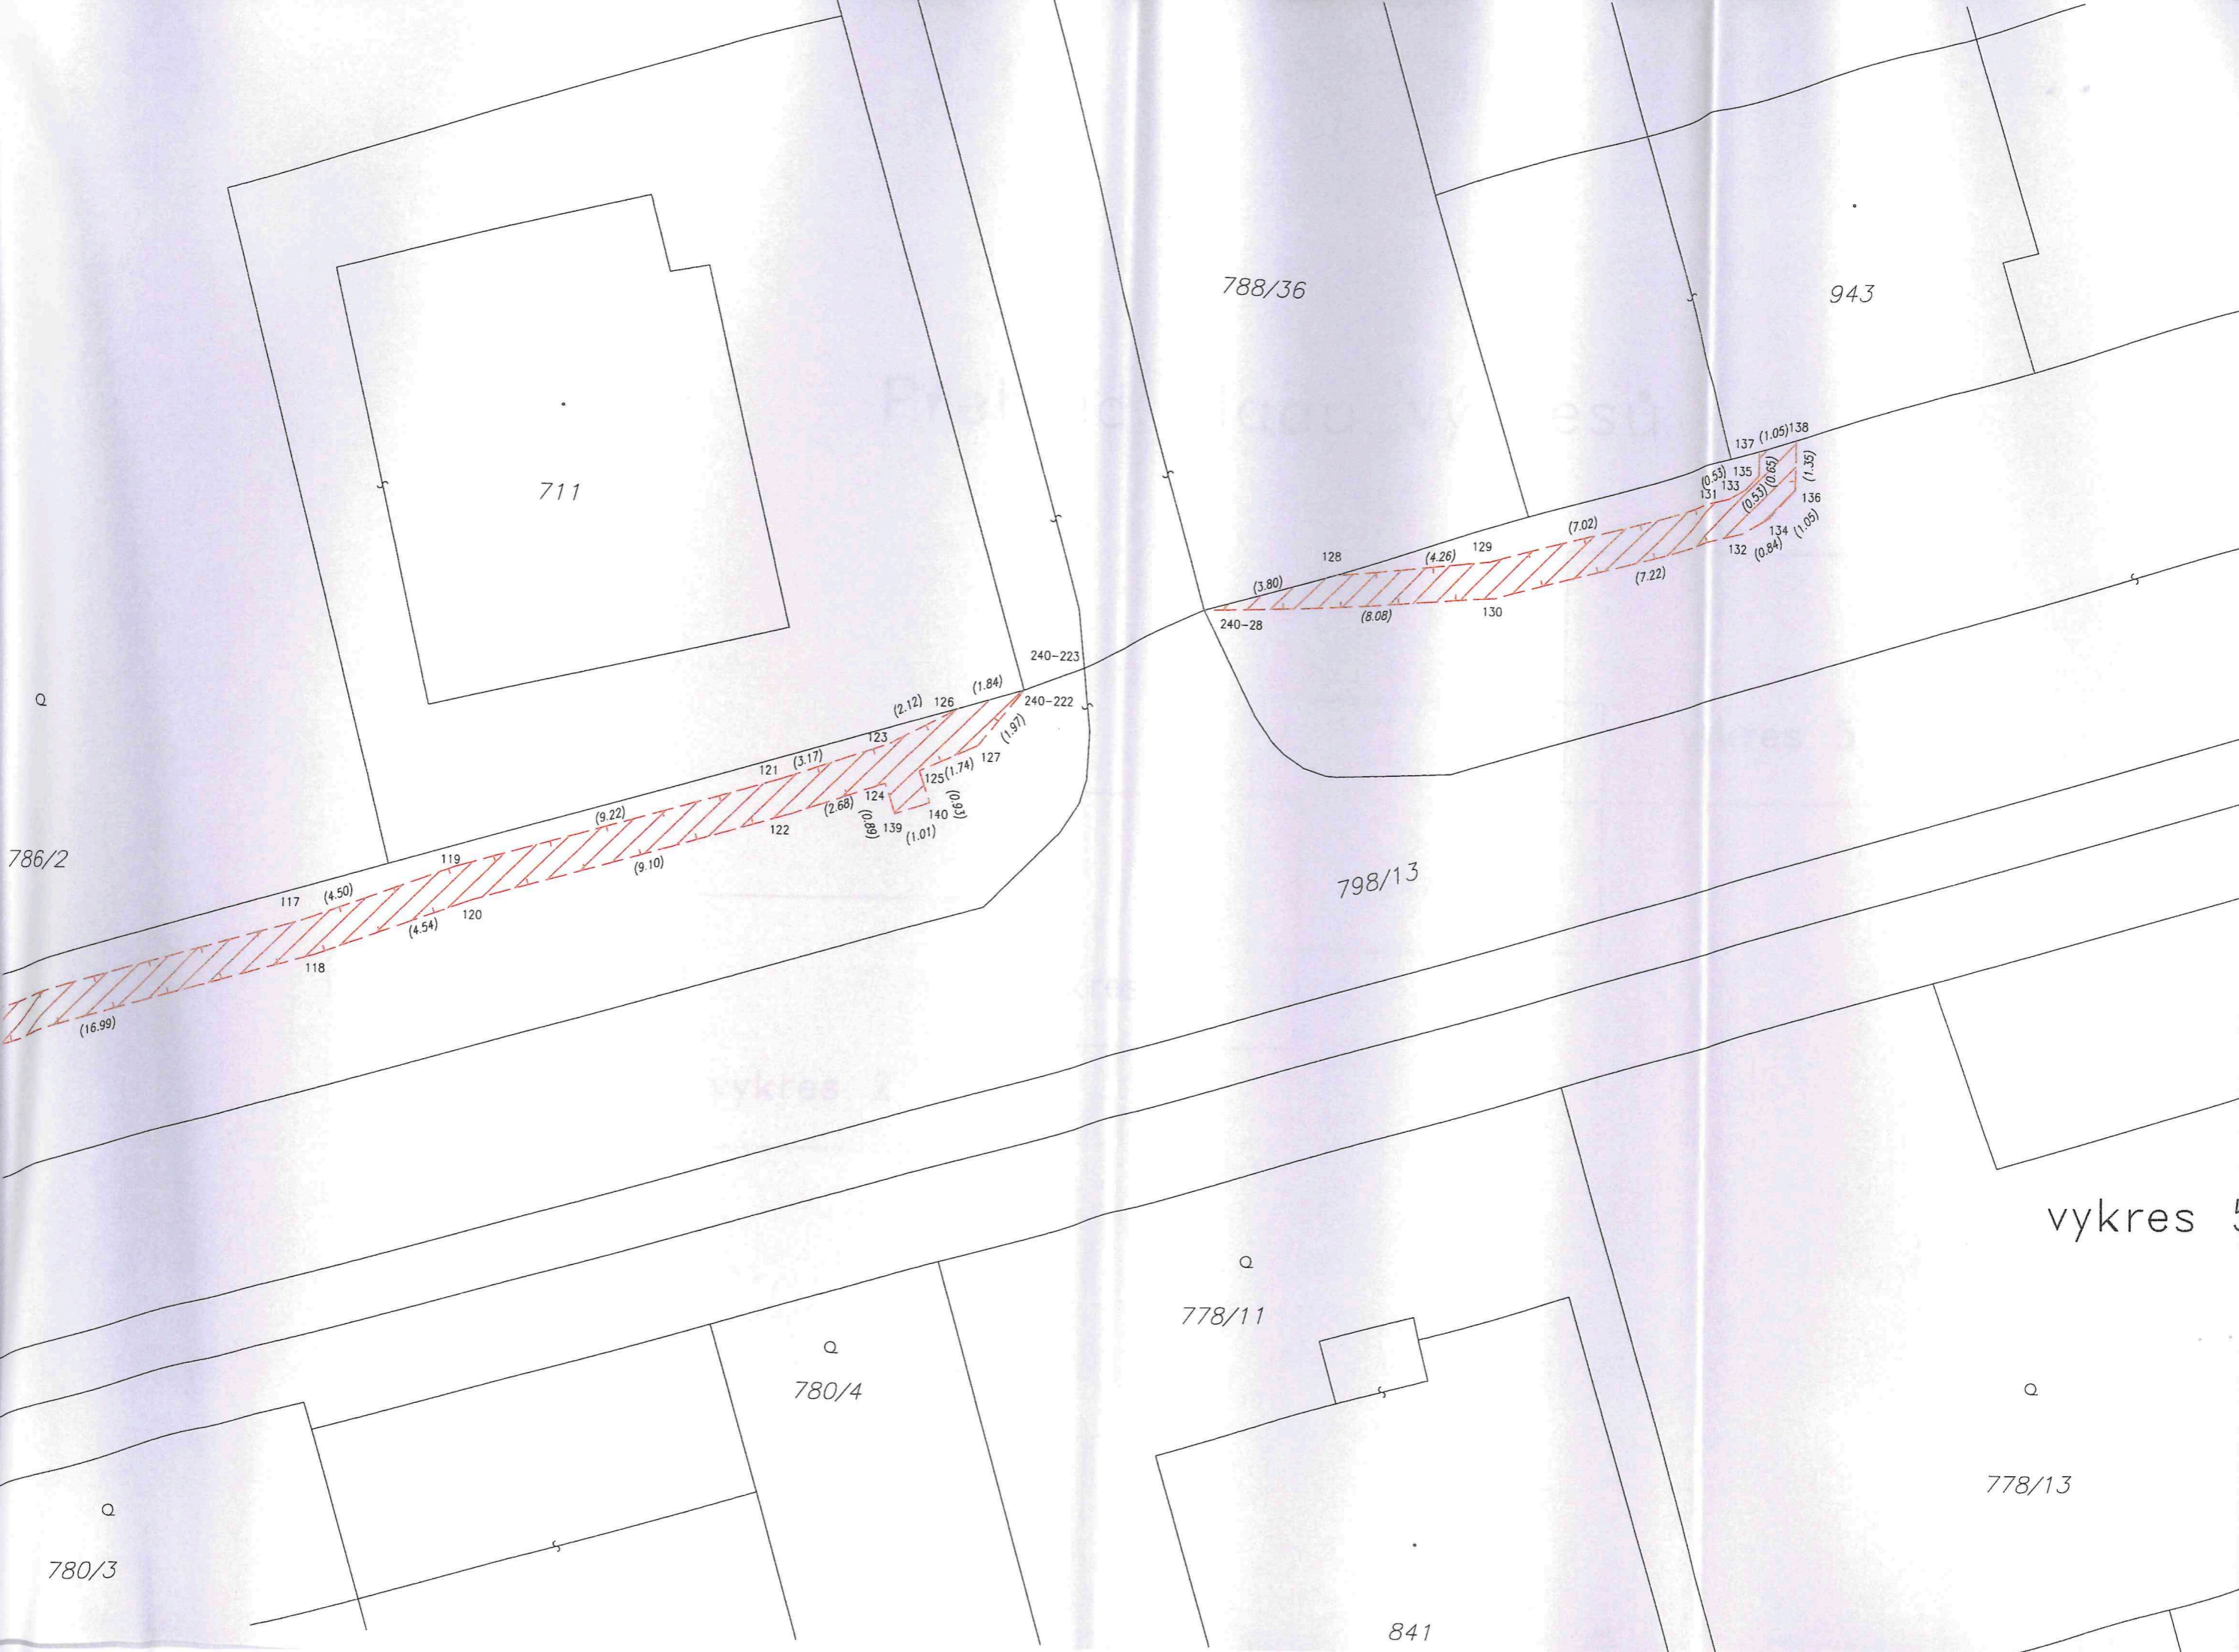 788/36
943
711
137 (1.05) 138
(0.53) 135 (0.65) (1.35)
131 133 (0.53) 136
(7.02) 134 (1.05)
128 (4.26) 129 132 (0.84)
(3.80) (7.22)
240-28 (8.08) 130
240-223
(1.84) 240-222
(2.12) 126 (1.97)
123
121 (3.17) 125 (1.74) 127
124 (2.68) 140 (0.93)
(9.22) 122 (0.89) 139 (1.01)
786/2
119 (9.10)
117 (4.50)
120
(4.54)
118
(16.99)
798/13
vykres 2
vykres 5
778/11
780/4
778/13
780/3
841